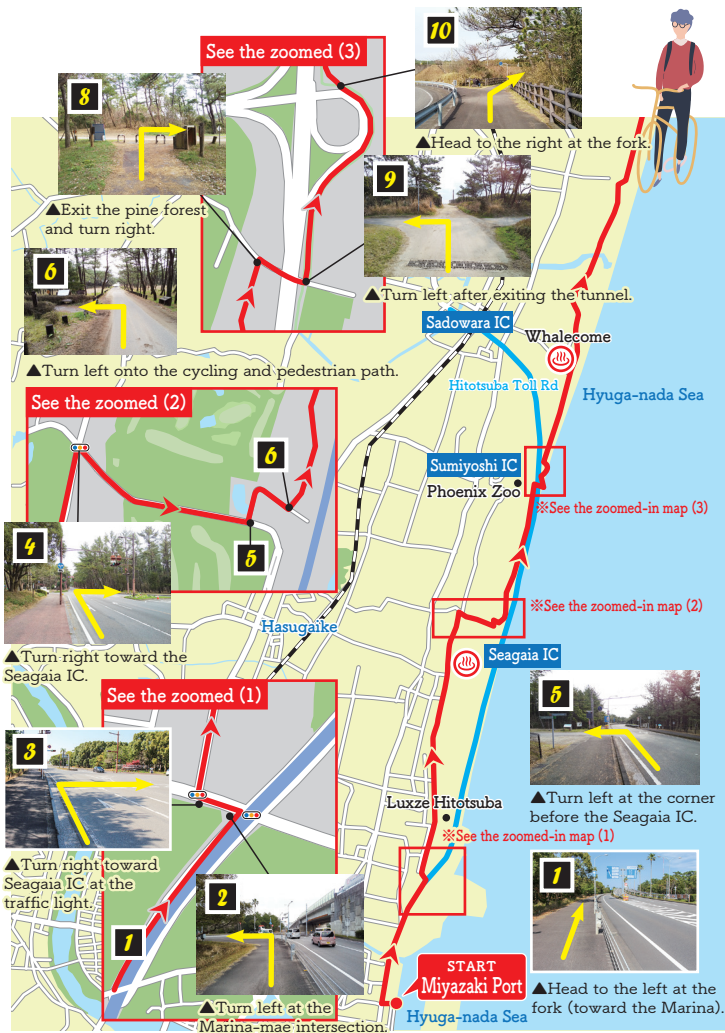 See the zoomed (3)
10
▲Head to the right at the fork.
8
▲Exit the pine forest
and turn right.
9
▲Turn left after exiting the tunnel.
6
▲Turn left onto the cycling and pedestrian path.
Sadowara IC
Whalecome
Hitotsuba Toll Rd
Hyuga-nada Sea
See the zoomed (2)
6
5
Sumiyoshi IC
Phoenix Zoo
※See the zoomed-in map (3)
4
▲Turn right toward the
Seagaia IC.
Hasugaike
※See the zoomed-in map (2)
Seagaia IC
See the zoomed (1)
1
3
▲Turn right toward
Seagaia IC at the
traffic light.
5
▲Turn left at the corner
before the Seagaia IC.
Luxze Hitotsuba
※See the zoomed-in map (1)
2
▲Turn left at the
Marina-mae intersection.
1
▲Head to the left at the
fork (toward the Marina).
START
Miyazaki Port
Hyuga-nada Sea